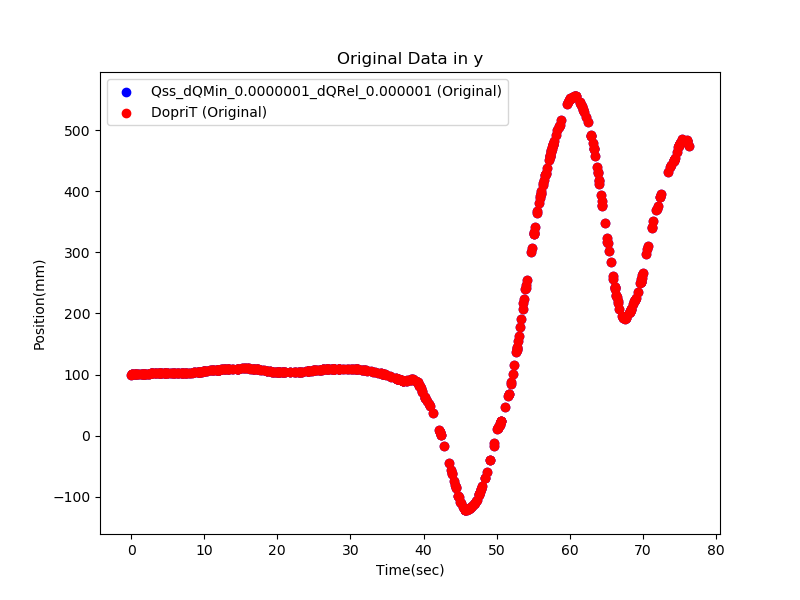 Original Data in y
Qss_dQMin_0.0000001_dQRel_0.000001 (Original)
DopriT (Original)
500
400
300
200
100
0
−100
Position(mm)
0 10 20 30 40 50 60 70 80
Time(sec)